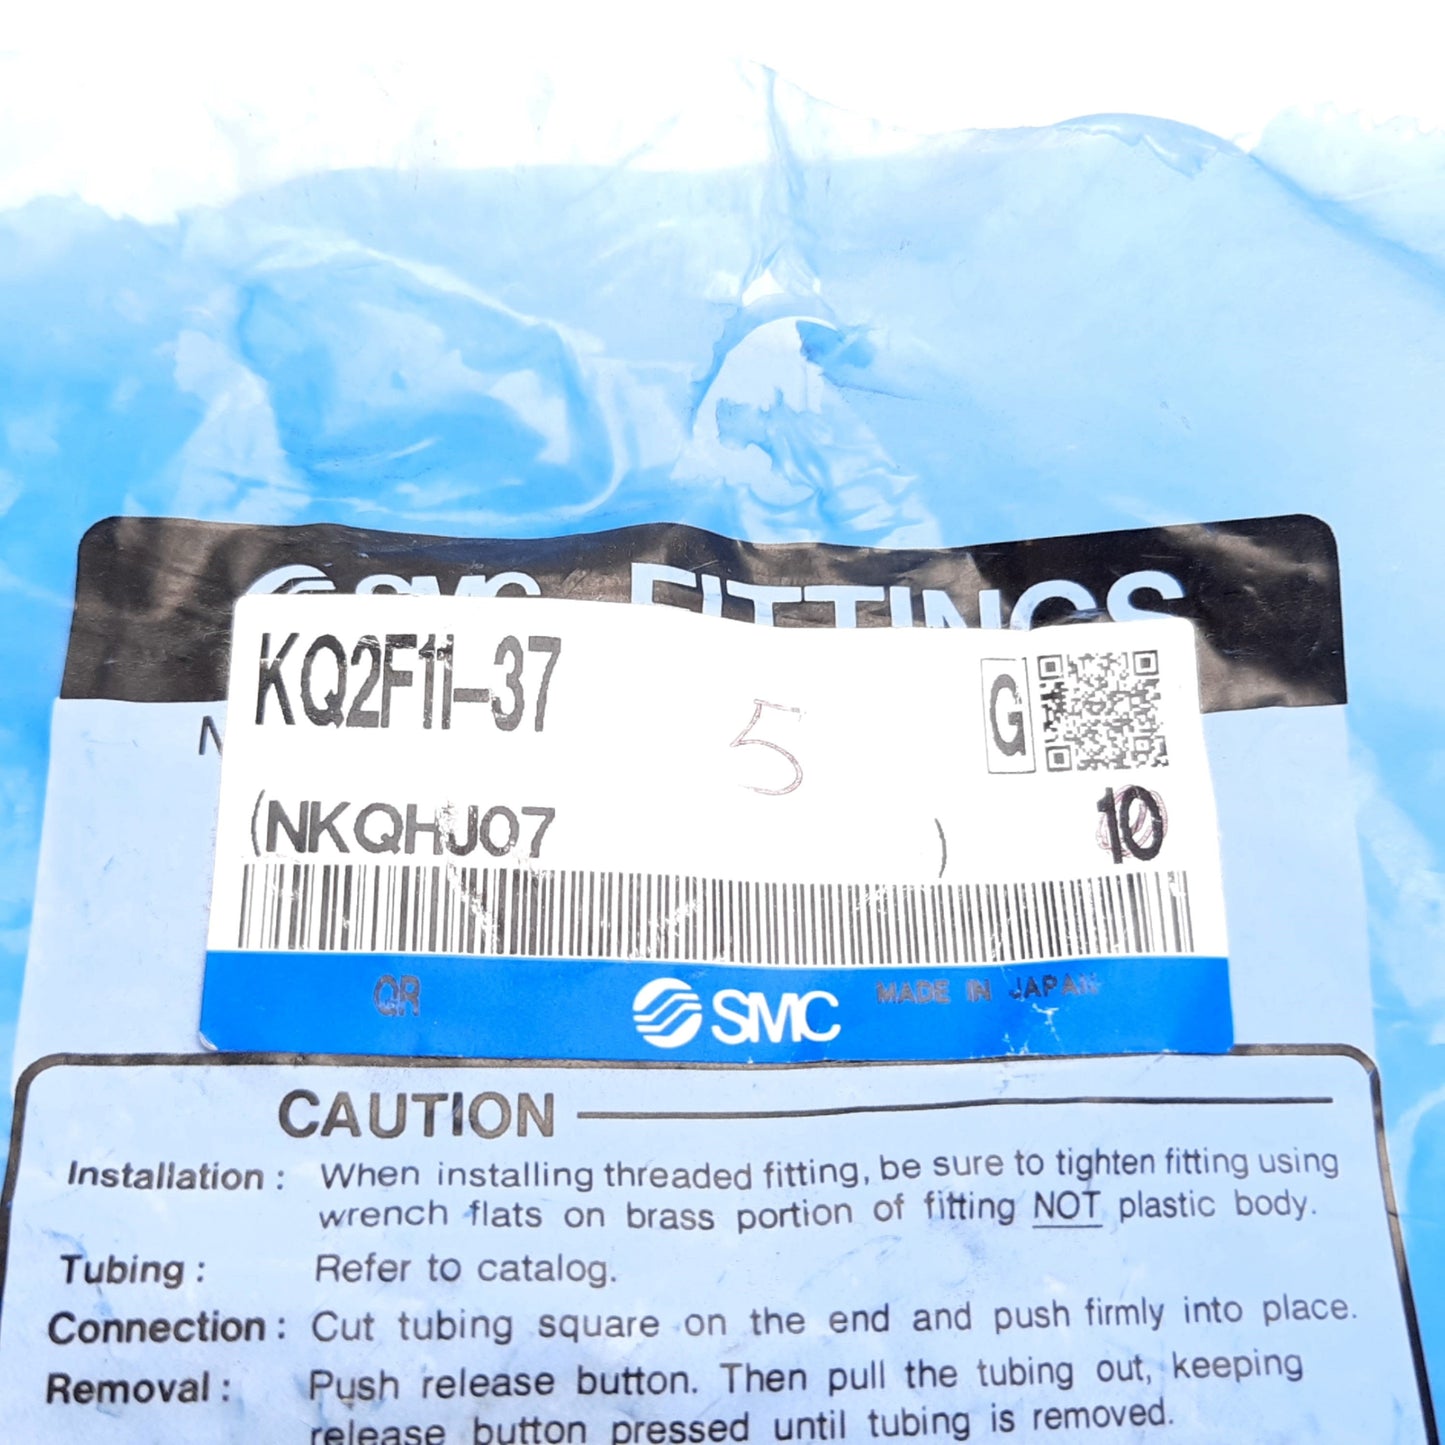 SMC FITTINGS
KQ2F11-37
5
G
(NKQHJ07 )
10
QR
SMC
MADE IN JAPAN
CAUTION
Installation : When installing threaded fitting, be sure to tighten fitting using
wrench flats on brass portion of fitting NOT plastic body.
Tubing : Refer to catalog.
Connection : Cut tubing square on the end and push firmly into place.
Removal : Push release button. Then pull the tubing out, keeping
release button pressed until tubing is removed.